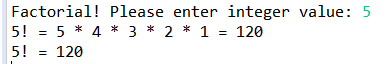 Factorial! Please enter integer value: 5
5! = 5 * 4 * 3 * 2 * 1 = 120
5! = 120